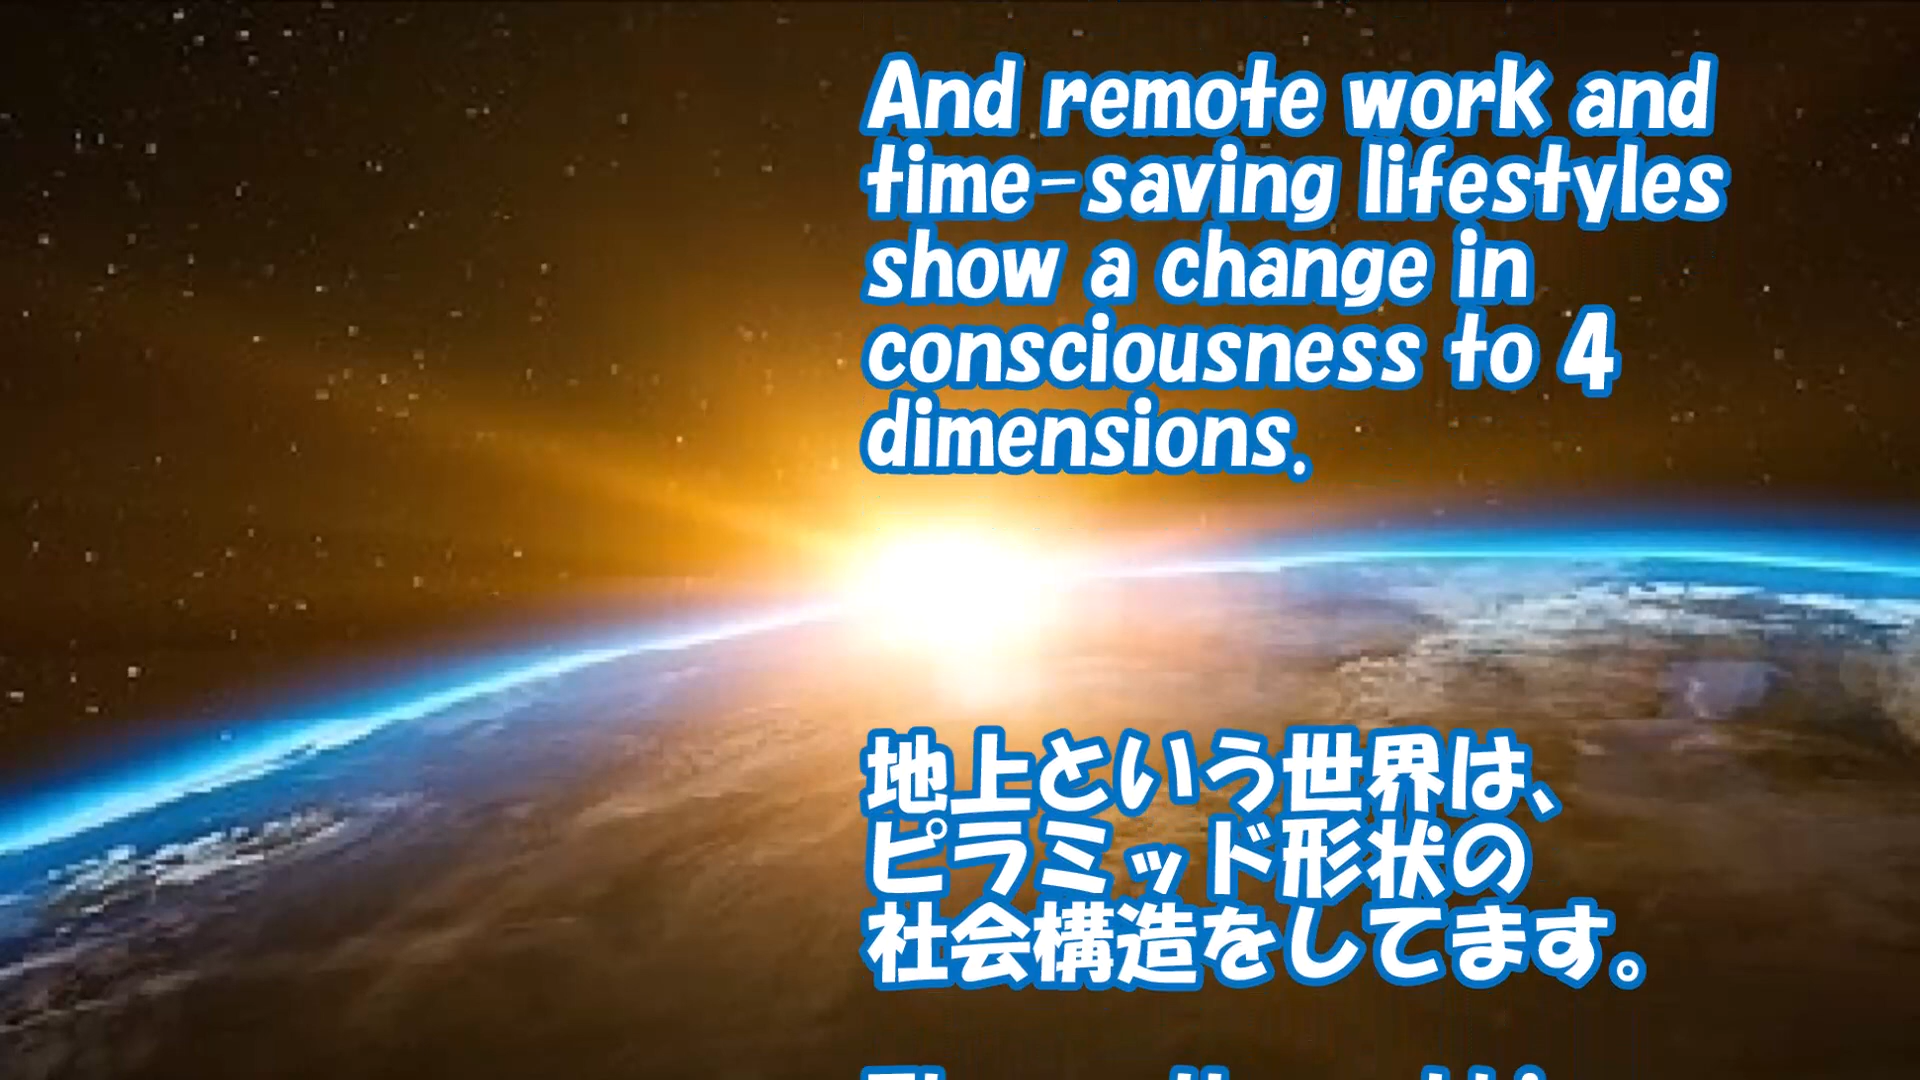 And remote work and
time-saving lifestyles
show a change in
consciousness to 4
dimensions.
地上という世界は、
ピラミッド形状の
社会構造をしてます。